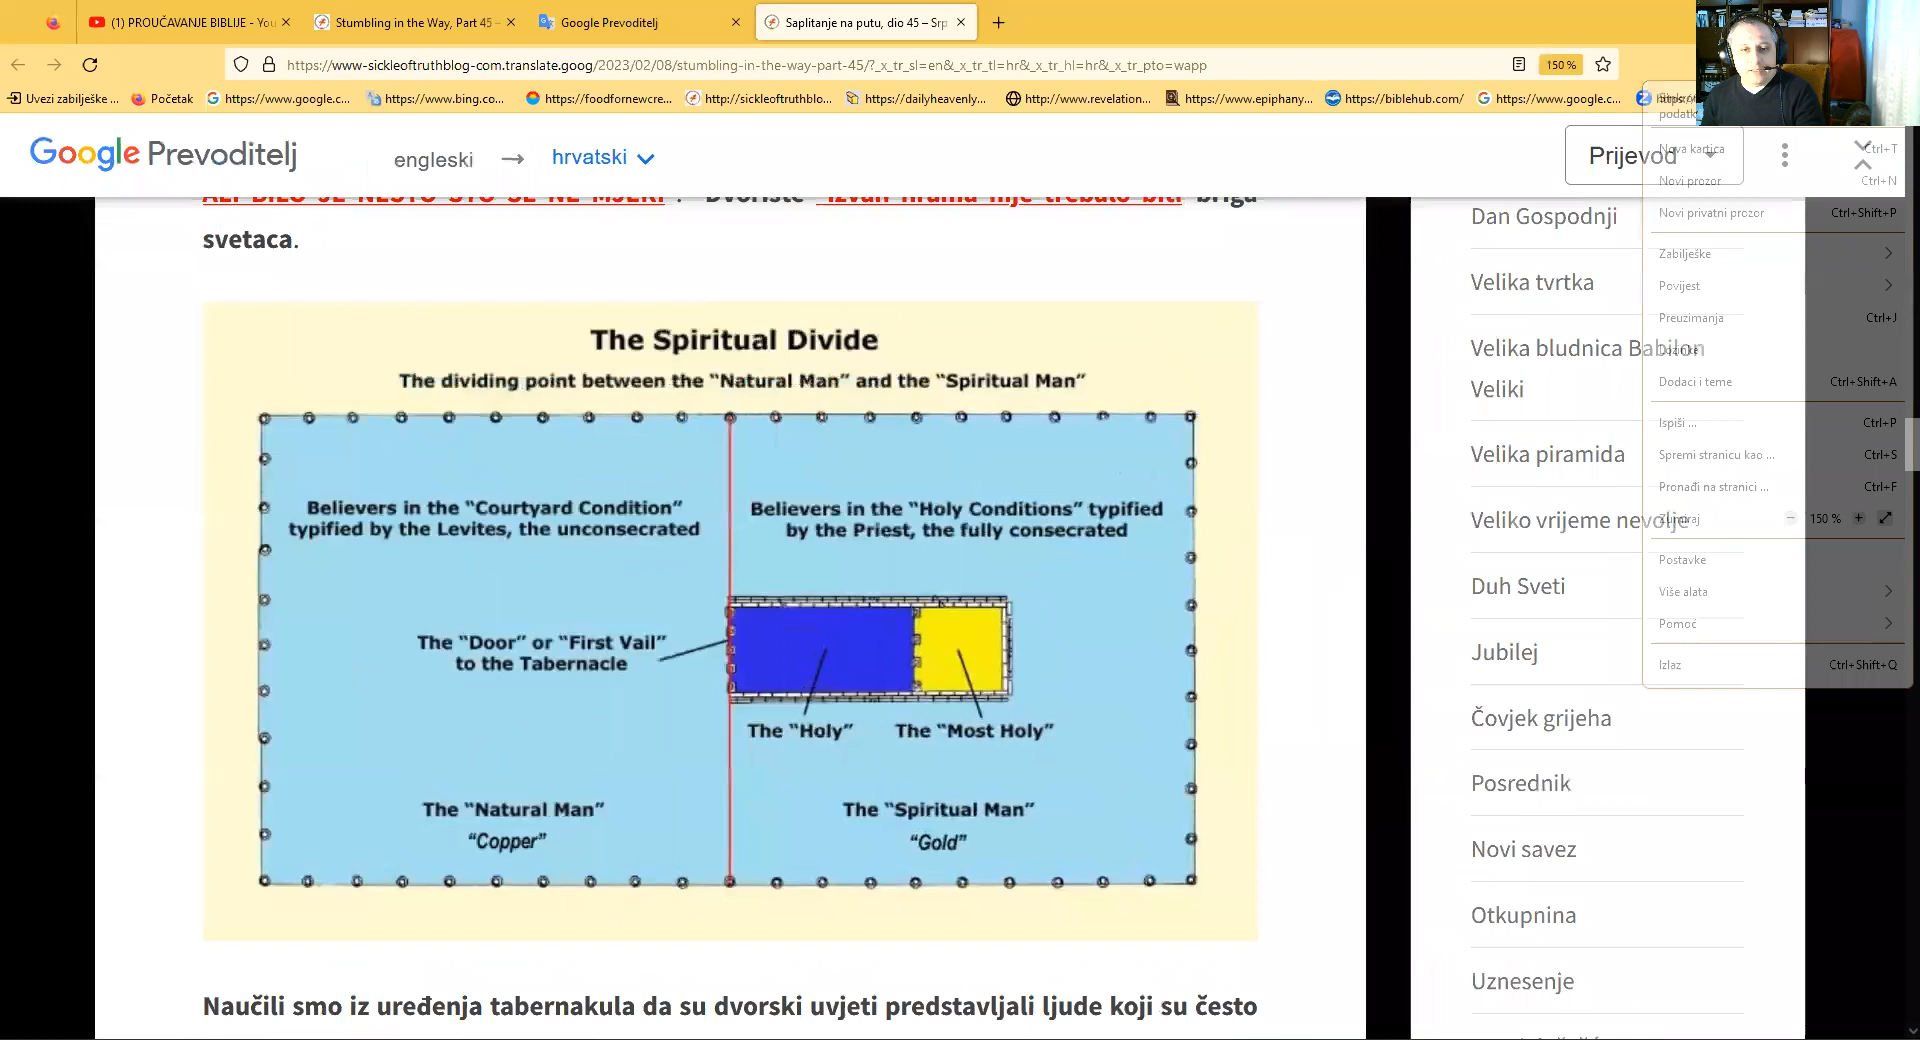 (1) PROUČAVANJE BIBLIJE - You
Stumbling in the Way, Part 45 –
Google Prevoditelj
Saplitanje na putu, dio 45 – Srp
https://www-sickleoftruthblog-com.translate.goog/2023/02/08/stumbling-in-the-way-part-45/?_x_tr_sl=en&_x_tr_tl=hr&_x_tr_hl=hr&_x_tr_pto=wapp
150 %
Uvezi zabilješke ...
Početak
https://www.google.c...
https://www.bing.co...
https://foodfornewcre...
http://sickleoftruthblo...
https://dailyheavenly...
http://www.revelation...
https://www.epiphany...
https://biblehub.com/
https://www.google.c...
Google Prevoditelj
engleski → hrvatski
Prijevod
svetaca.
The Spiritual Divide
The dividing point between the “Natural Man” and the “Spiritual Man”
Believers in the “Courtyard Condition”
typified by the Levites, the unconsecrated
Believers in the “Holy Conditions” typified
by the Priest, the fully consecrated
The “Door” or “First Vail”
to the Tabernacle
The “Holy”
The “Most Holy”
The “Natural Man”
“Copper”
The “Spiritual Man”
“Gold”
Naučili smo iz uređenja tabernakula da su dvorski uvjeti predstavljali ljude koji su često
Dan Gospodnji
Velika tvrtka
Velika bludnica Babilon
Veliki
Velika piramida
Veliko vrijeme nevolje
Duh Sveti
Jubilej
Čovjek grijeha
Posrednik
Novi savez
Otkupnina
Uznesenje
Nova kartica Ctrl+T
Novi prozor Ctrl+N
Novi privatni prozor Ctrl+Shift+P
Zabilješke
Povijest
Preuzimanja Ctrl+J
Dodaci i teme Ctrl+Shift+A
Ispiši ... Ctrl+P
Spremi stranicu kao ... Ctrl+S
Pronađi na stranici ... Ctrl+F
150 %
Postavke
Više alata
Pomoć
Izlaz Ctrl+Shift+Q